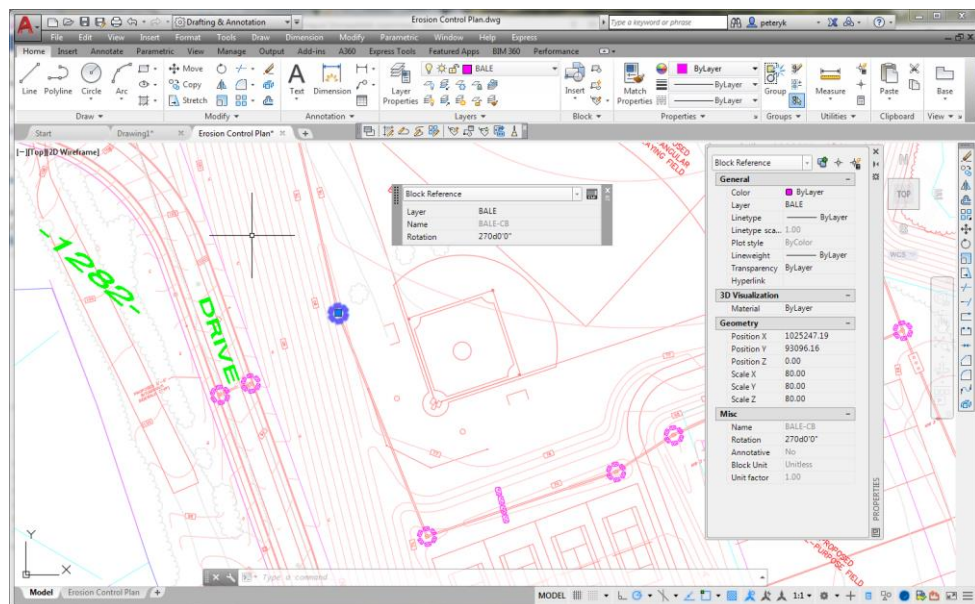 Drafting & Annotation
Erosion Control Plan.dwg
Type a keyword or phrase
peteryk
File Edit View Insert Format Tools Draw Dimension Modify Parametric Window Help Express
Home Insert Annotate Parametric View Manage Output Add-ins A360 Express Tools Featured Apps BIM 360 Performance
BALE
ByLayer
Move
Copy
Stretch
Line Polyline Circle Arc
Text Dimension
Layer Properties
Insert
Match Properties
ByLayer
ByLayer
Group
Measure
Paste
Base
Draw Modify Annotation Layers Block Properties Groups Utilities Clipboard View
Start Drawing1* Erosion Control Plan*
[-][Top][2D Wireframe]
-1282-
DRIVE
Block Reference
Layer BALE
Name BALE-CB
Rotation 270d0'0"
Block Reference
General
Color ByLayer
Layer BALE
Linetype ByLayer
Linetype sca... 1.00
Plot style ByColor
Lineweight ByLayer
Transparency ByLayer
Hyperlink
3D Visualization
Material ByLayer
Geometry
Position X 1025247.19
Position Y 93096.16
Position Z 0.00
Scale X 80.00
Scale Y 80.00
Scale Z 80.00
Misc
Name BALE-CB
Rotation 270d0'0"
Annotative No
Block Unit Unitless
Unit factor 1.00
PROPERTIES
TOP
WCS
PROPOSED
Y
X
Type a command
Model Erosion Control Plan
MODEL
1:1